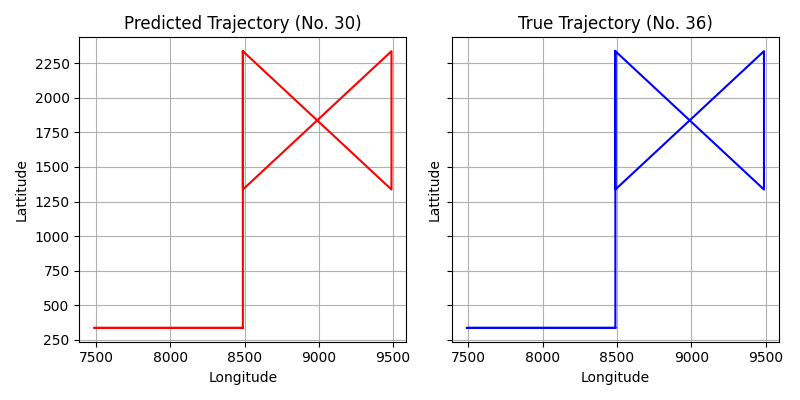 Predicted Trajectory (No. 30)
True Trajectory (No. 36)
Lattitude
2250
2000
1750
1500
1250
1000
750
500
250
7500 8000 8500 9000 9500
Longitude
Lattitude
7500 8000 8500 9000 9500
Longitude